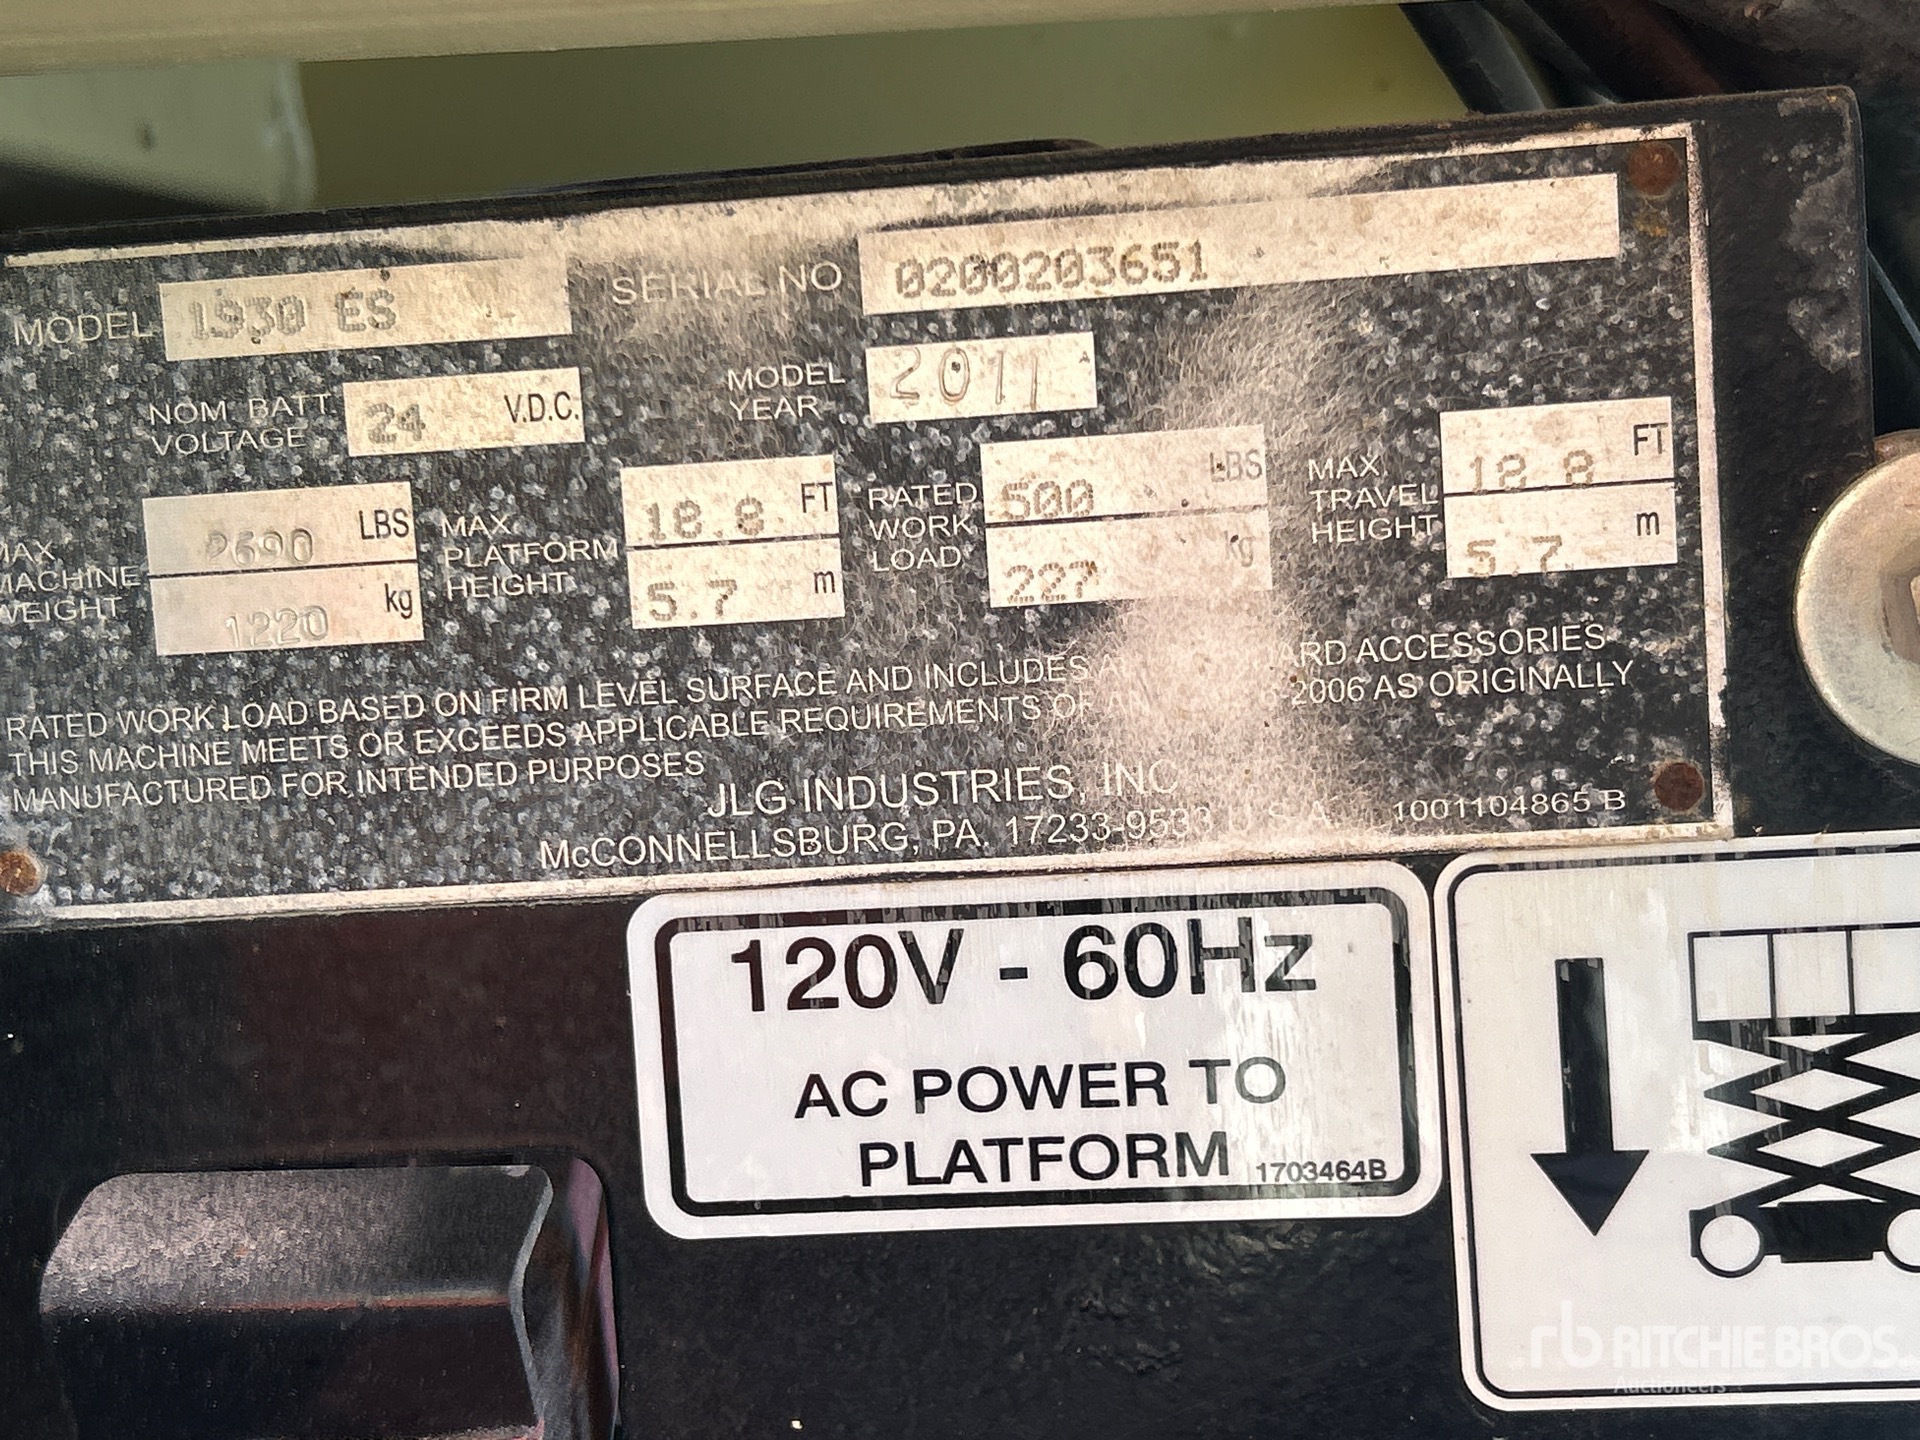 MODEL 1930 ES SERIAL NO 0200203651
NOM BATT. VOLTAGE 24 V.D.C. MODEL YEAR 2011 A
MAX MACHINE WEIGHT 2690 LBS 1220 kg
MAX PLATFORM HEIGHT 18.8 FT 5.7 m
RATED WORK LOAD 500 LBS 227 kg
MAX TRAVEL HEIGHT 18.8 FT 5.7 m
RATED WORK LOAD BASED ON FIRM LEVEL SURFACE AND INCLUDES ACCESSORIES
THIS MACHINE MEETS OR EXCEEDS APPLICABLE REQUIREMENTS OF -2006 AS ORIGINALLY
MANUFACTURED FOR INTENDED PURPOSES
JLG INDUSTRIES, INC
McCONNELLSBURG, PA. 17233-9533 U.S.A. 1001104865 B
120V - 60Hz
AC POWER TO
PLATFORM 1703464B
rb RITCHIE BROS.
Auctioneers